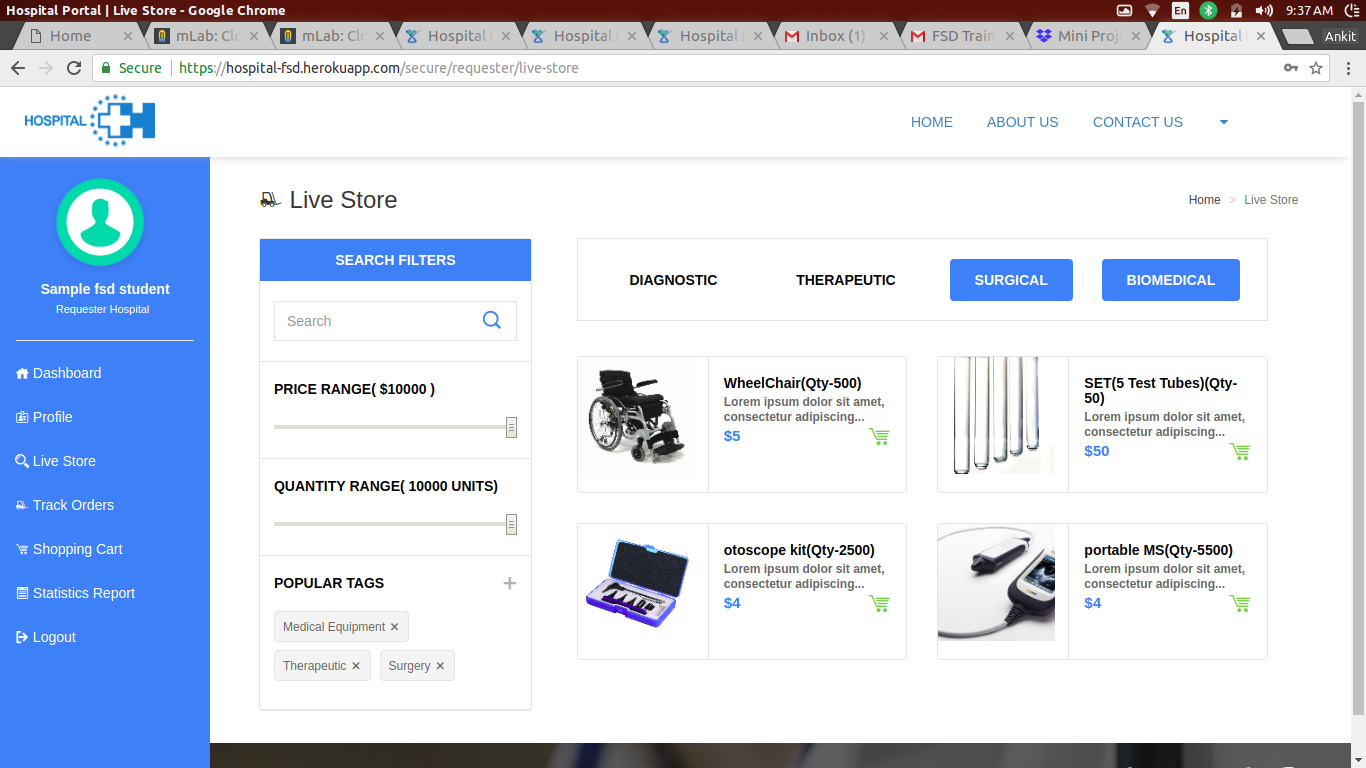 Hospital Portal | Live Store - Google Chrome
En
9:37 AM
Home
mLab: Clo
mLab: Clo
Hospital
Hospital
Hospital
Inbox (1)
FSD Train
Mini Proj
Hospital
Ankit
Secure
https://hospital-fsd.herokuapp.com/secure/requester/live-store
HOSPITAL
HOME
ABOUT US
CONTACT US
Sample fsd student
Requester Hospital
Dashboard
Profile
Live Store
Track Orders
Shopping Cart
Statistics Report
Logout
Live Store
Home > Live Store
SEARCH FILTERS
Search
PRICE RANGE( $10000 )
QUANTITY RANGE( 10000 UNITS)
POPULAR TAGS
Medical Equipment ×
Therapeutic ×
Surgery ×
DIAGNOSTIC
THERAPEUTIC
SURGICAL
BIOMEDICAL
WheelChair(Qty-500)
Lorem ipsum dolor sit amet,
consectetur adipiscing...
$5
SET(5 Test Tubes)(Qty-
50)
Lorem ipsum dolor sit amet,
consectetur adipiscing...
$50
otoscope kit(Qty-2500)
Lorem ipsum dolor sit amet,
consectetur adipiscing...
$4
portable MS(Qty-5500)
Lorem ipsum dolor sit amet,
consectetur adipiscing...
$4